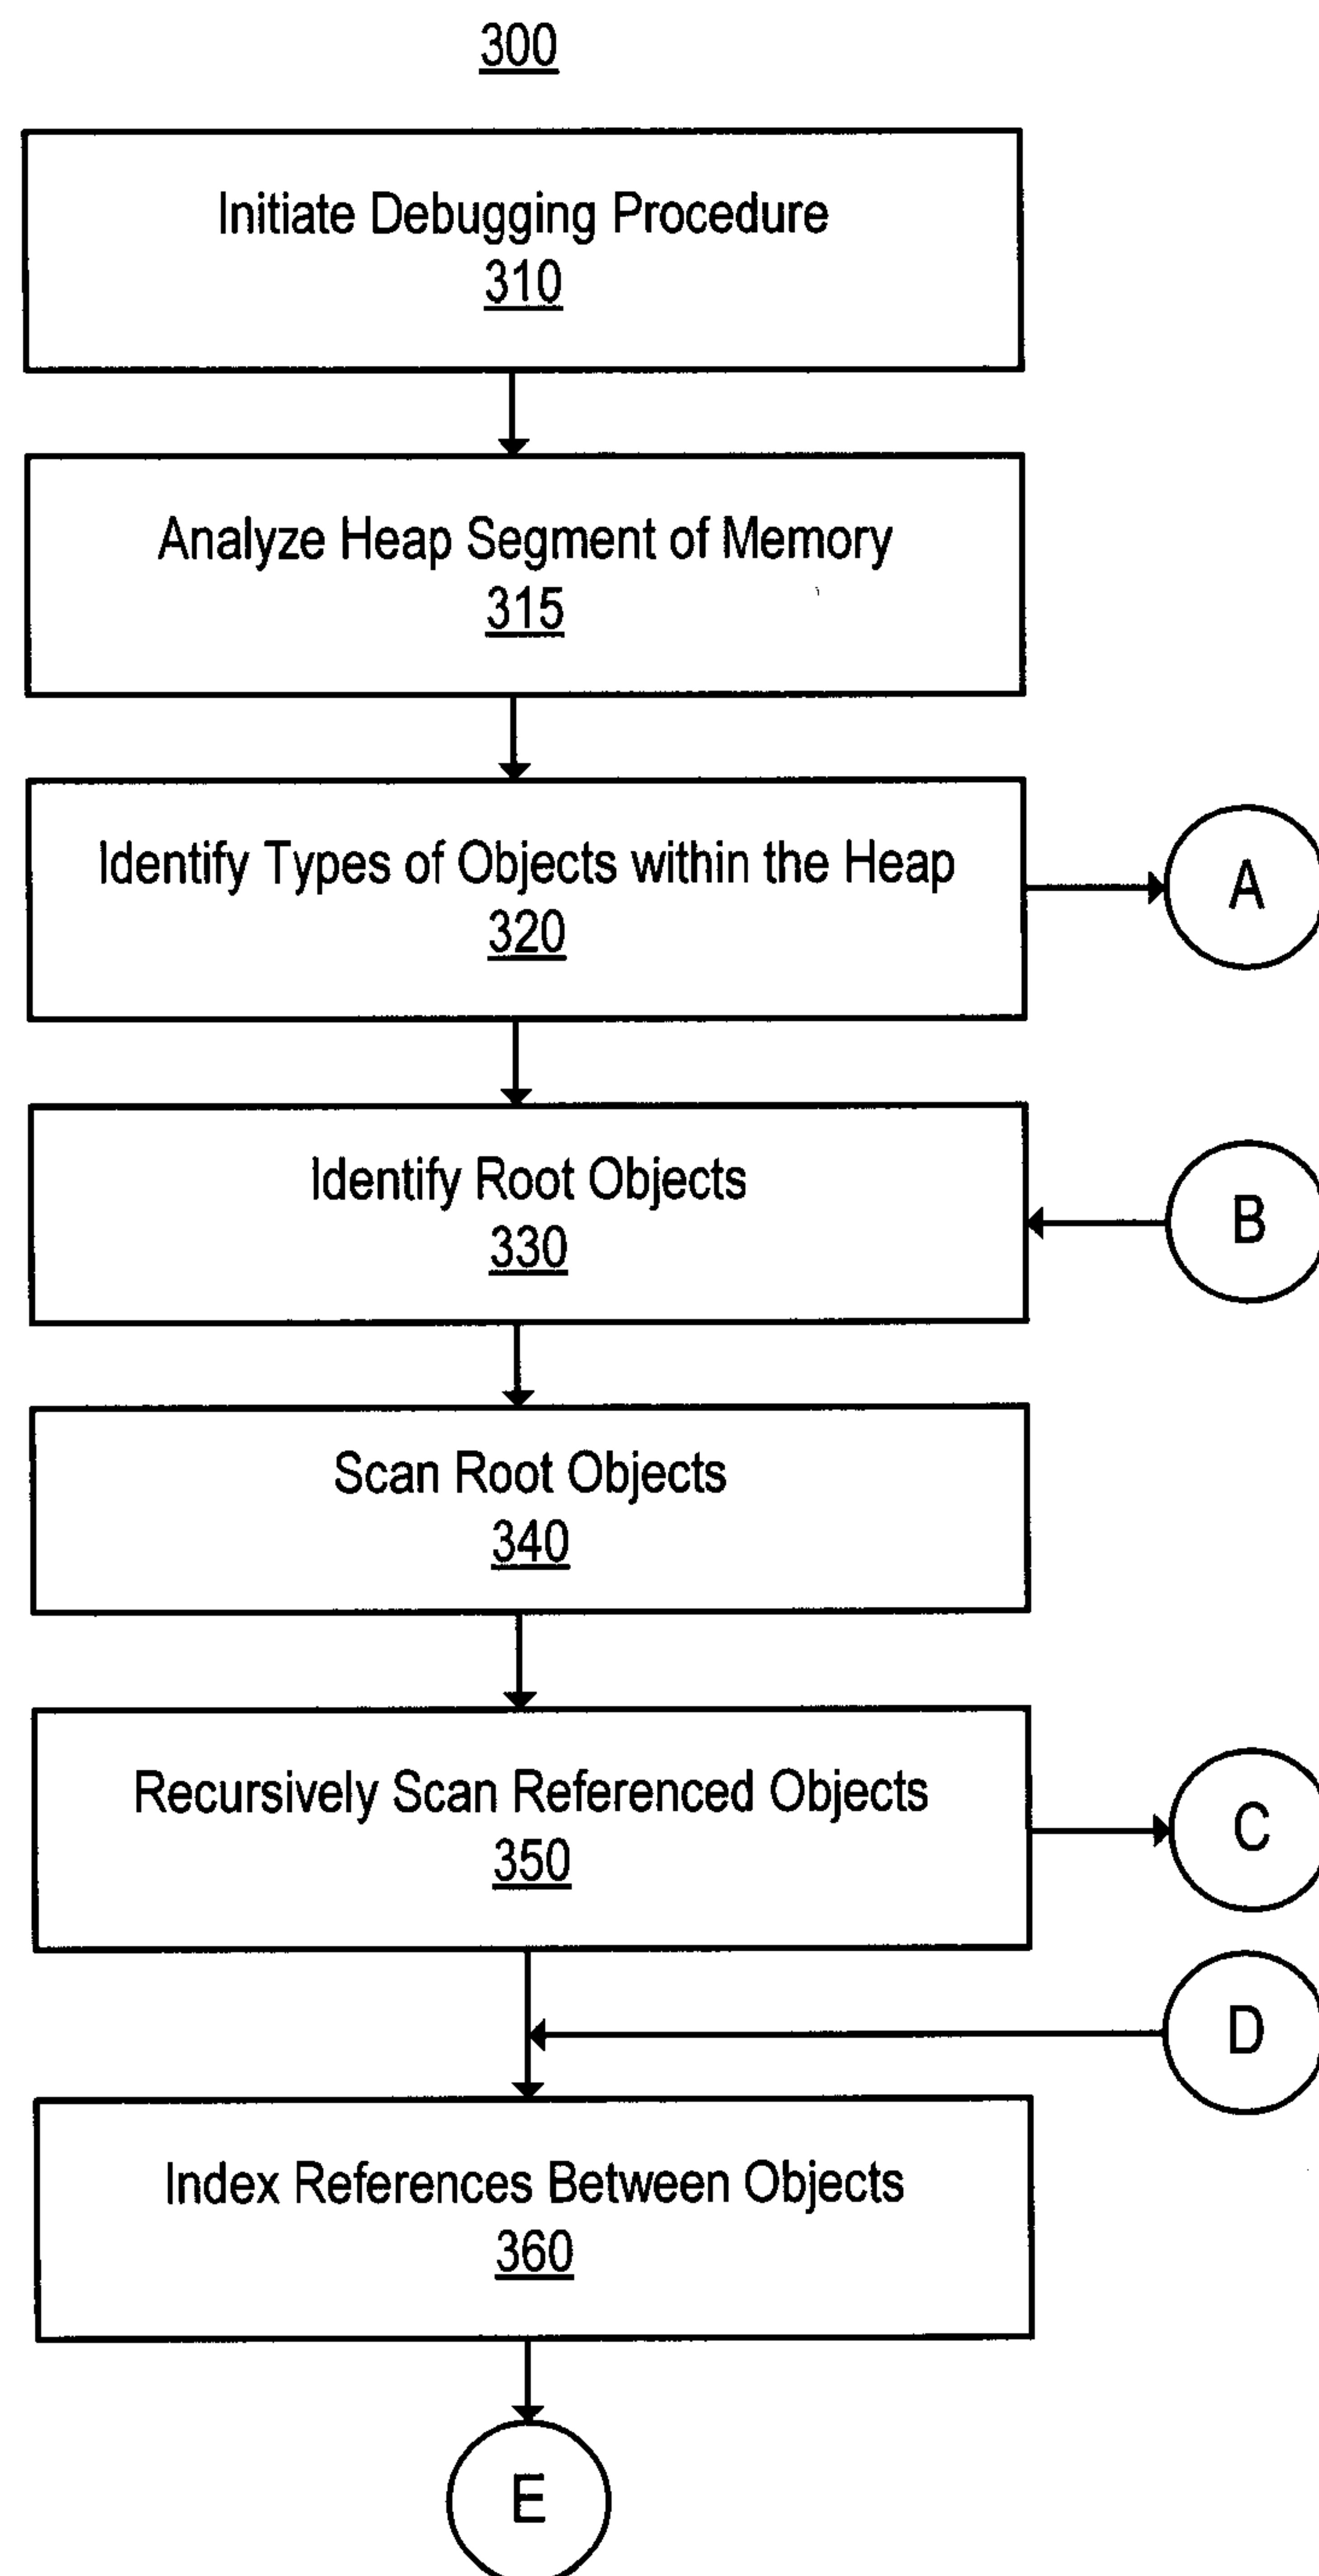 300
Initiate Debugging Procedure
310
Analyze Heap Segment of Memory
315
Identify Types of Objects within the Heap
320
A
Identify Root Objects
330
B
Scan Root Objects
340
Recursively Scan Referenced Objects
350
C
D
Index References Between Objects
360
E